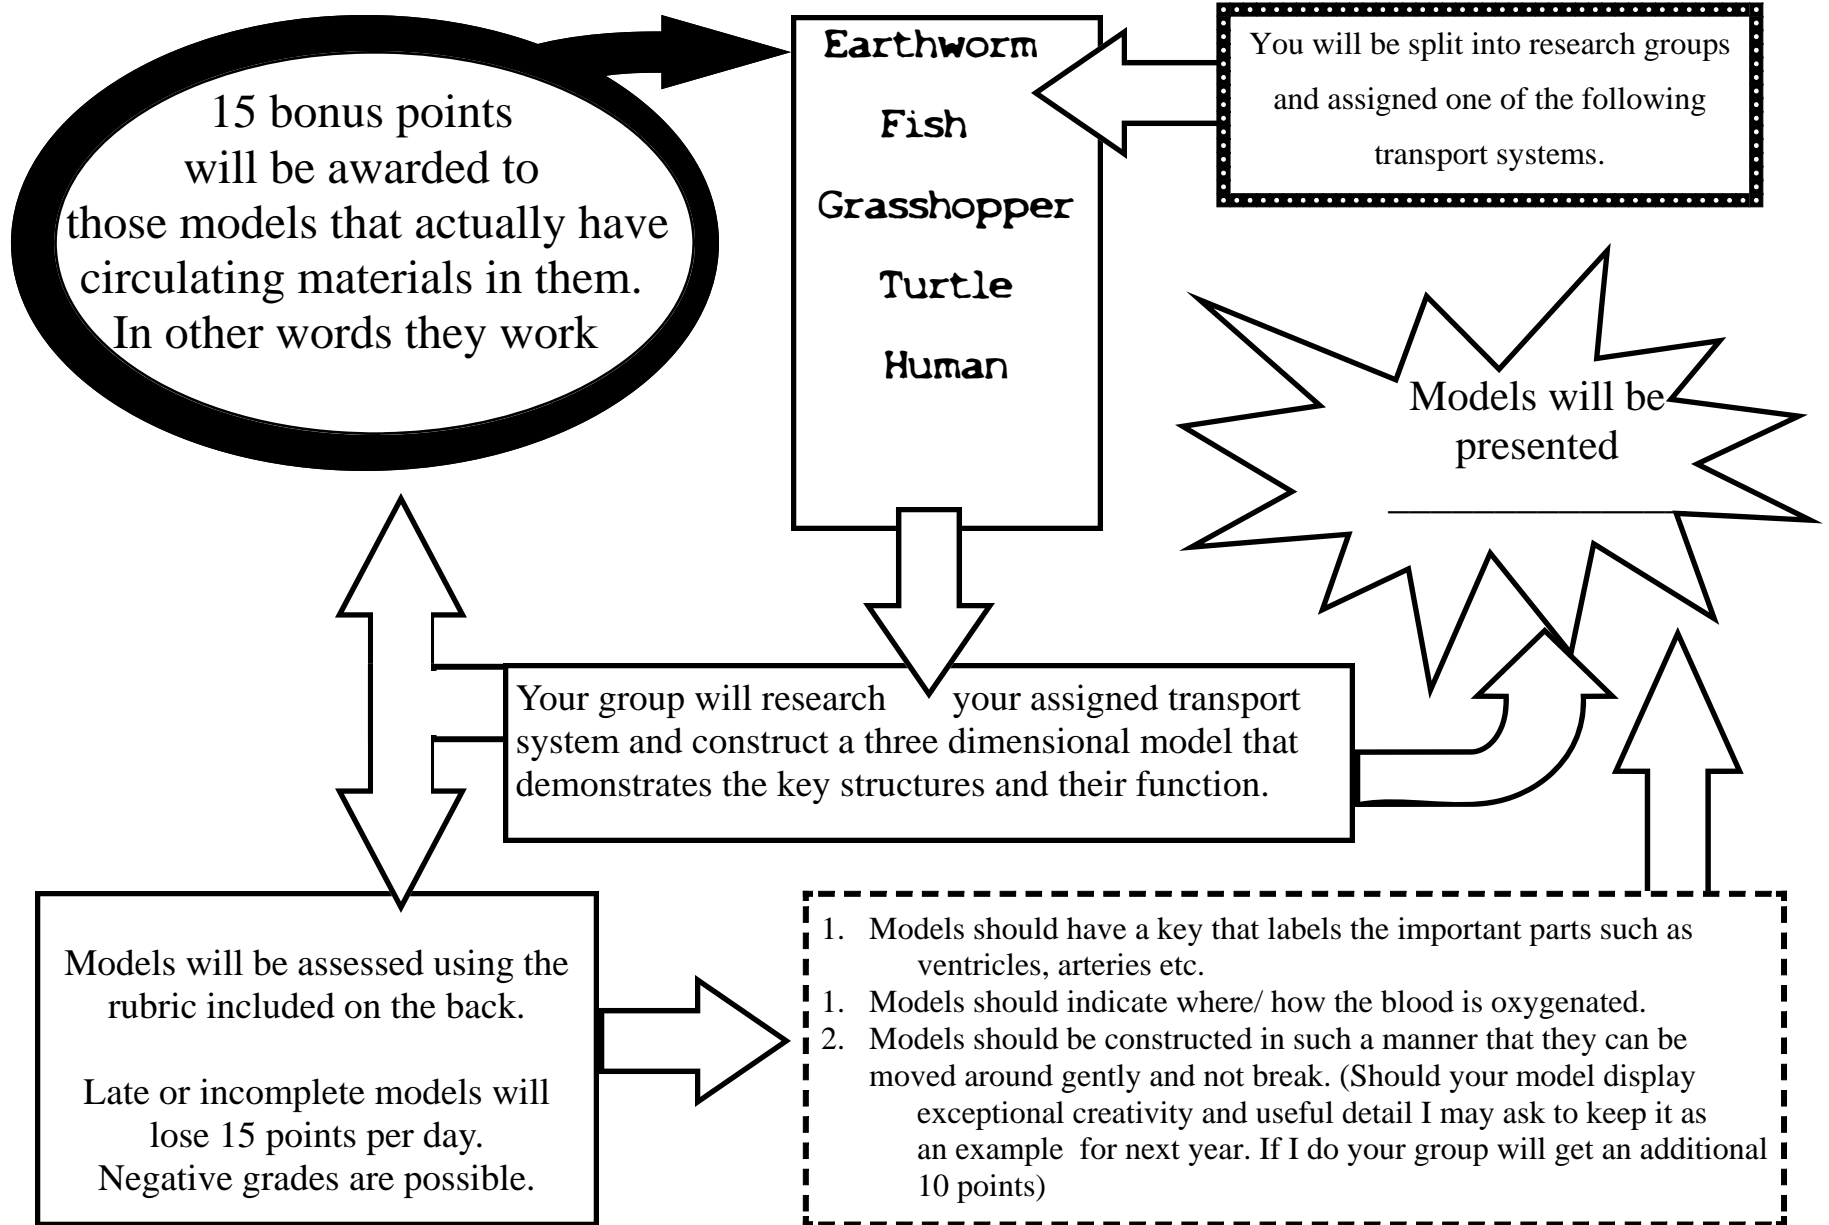 You will be split into research groups
and assigned one of the following
transport systems.
Earthworm
Fish
Grasshopper
Turtle
Human
15 bonus points
will be awarded to
those models that actually have
circulating materials in them.
In other words they work
Models will be
presented
_______________
Your group will research your assigned transport
system and construct a three dimensional model that
demonstrates the key structures and their function.
Models will be assessed using the
rubric included on the back.
Late or incomplete models will
lose 15 points per day.
Negative grades are possible.
1. Models should have a key that labels the important parts such as
ventricles, arteries etc.
1. Models should indicate where/ how the blood is oxygenated.
2. Models should be constructed in such a manner that they can be
moved around gently and not break. (Should your model display
exceptional creativity and useful detail I may ask to keep it as
an example for next year. If I do your group will get an additional
10 points)